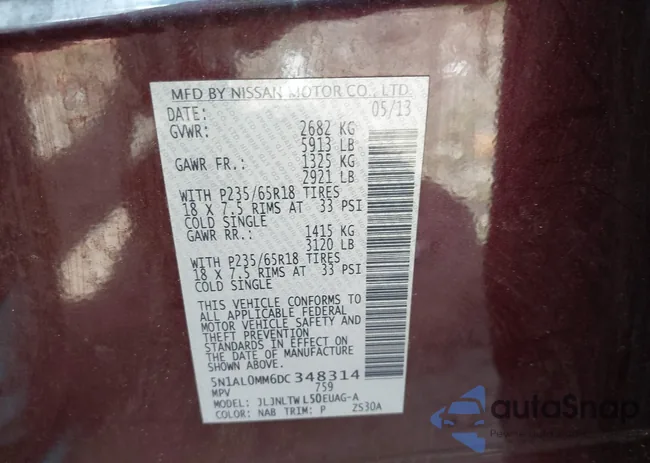 MFD BY NISSAN MOTOR CO., LTD.
DATE: 05/13
GVWR: 2682 KG
5913 LB
GAWR FR.: 1325 KG
2921 LB
WITH P235/65R18 TIRES
18 X 7.5 RIMS AT 33 PSI
COLD SINGLE
GAWR RR.: 1415 KG
3120 LB
WITH P235/65R18 TIRES
18 X 7.5 RIMS AT 33 PSI
COLD SINGLE
THIS VEHICLE CONFORMS TO
ALL APPLICABLE FEDERAL
MOTOR VEHICLE SAFETY AND
THEFT PREVENTION
STANDARDS IN EFFECT ON
THE DATE OF MANUFACTURE
SHOWN ABOVE
5N1AL0MM6DC348314
MPV 759
MODEL: JLJNLTWL50EUAG-A
COLOR: NAB TRIM: P ZS30A
autoSnap